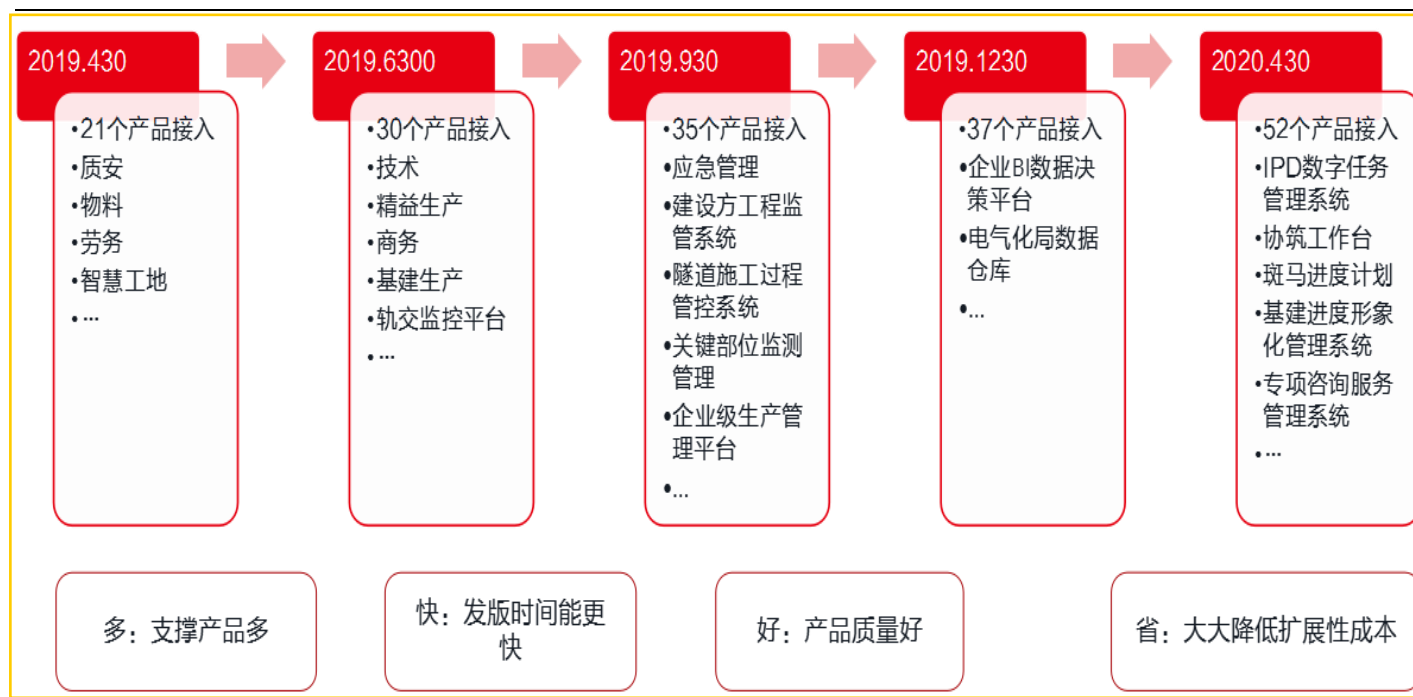 2019.430
•21个产品接入
•质安
•物料
•劳务
•智慧工地
•...
2019.6300
•30个产品接入
•技术
•精益生产
•商务
•基建生产
•轨交监控平台
•...
2019.930
•35个产品接入
•应急管理
•建设方工程监
管系统
•隧道施工过程
管控系统
•关键部位监测
管理
•企业级生产管
理平台
•...
2019.1230
•37个产品接入
•企业BI数据决
策平台
•电气化局数据
仓库
•...
2020.430
•52个产品接入
•IPD数字任务
管理系统
•协筑工作台
•斑马进度计划
•基建进度形象
化管理系统
•专项咨询服务
管理系统
•...
多：支撑产品多
快：发版时间能更
快
好：产品质量好
省：大大降低扩展性成本